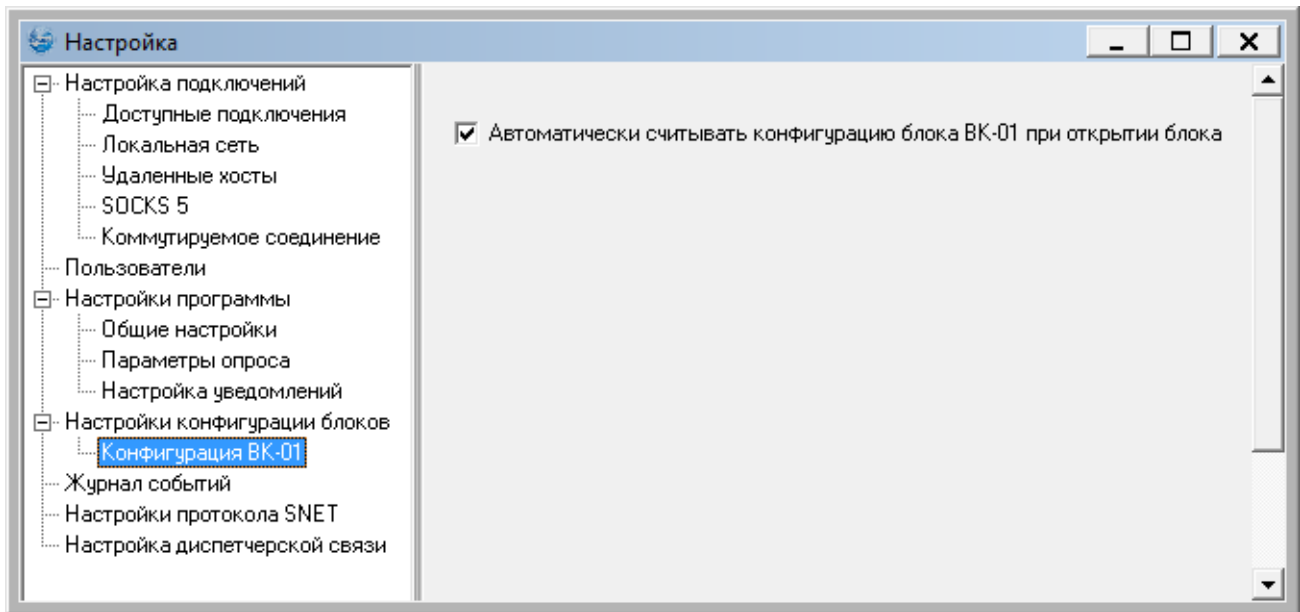 Настройка
Настройка подключений
Доступные подключения
Локальная сеть
Удаленные хосты
SOCKS 5
Коммутируемое соединение
Пользователи
Настройки программы
Общие настройки
Параметры опроса
Настройка уведомлений
Настройки конфигурации блоков
Конфигурация ВК-01
Журнал событий
Настройки протокола SNET
Настройка диспетчерской связи
Автоматически считывать конфигурацию блока ВК-01 при открытии блока